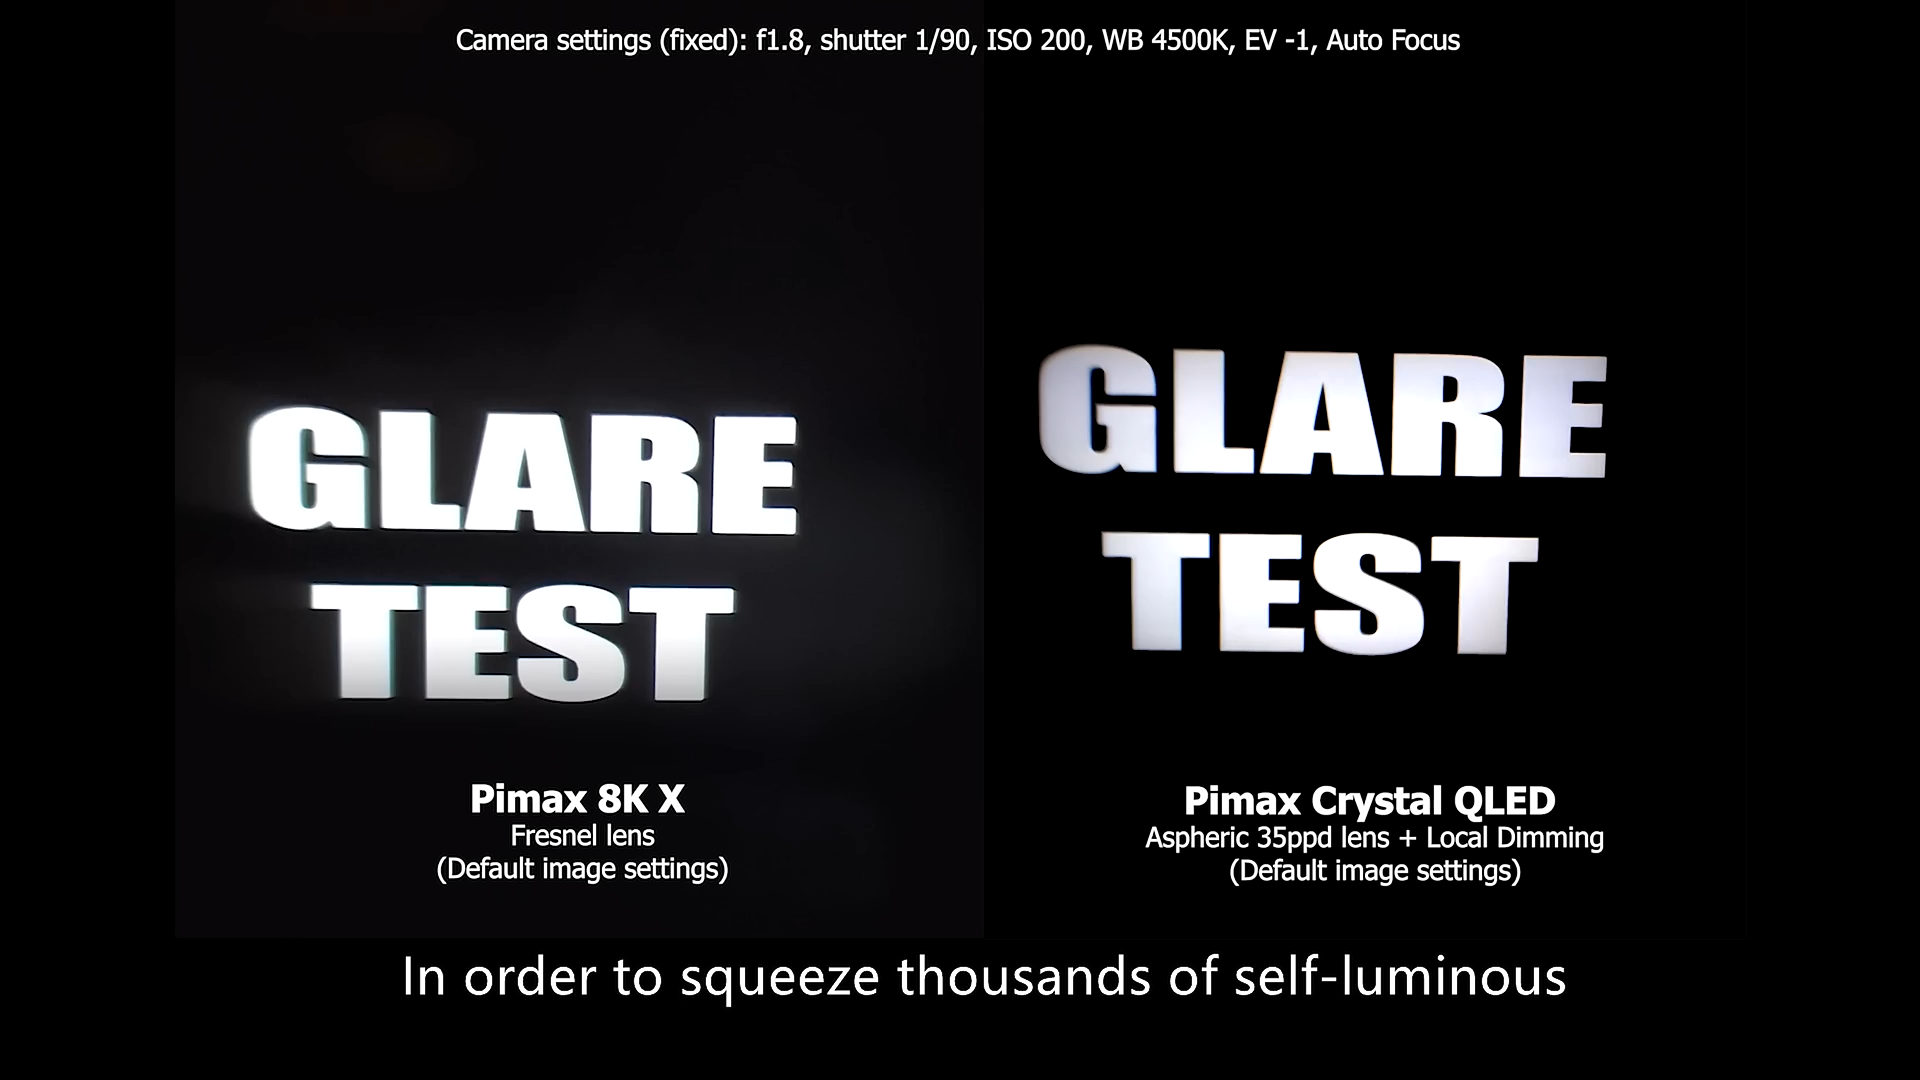 Camera settings (fixed): f1.8, shutter 1/90, ISO 200, WB 4500K, EV -1, Auto Focus
GLARE
TEST
Pimax 8K X
Fresnel lens
(Default image settings)
GLARE
TEST
Pimax Crystal QLED
Aspheric 35ppd lens + Local Dimming
(Default image settings)
In order to squeeze thousands of self-luminous